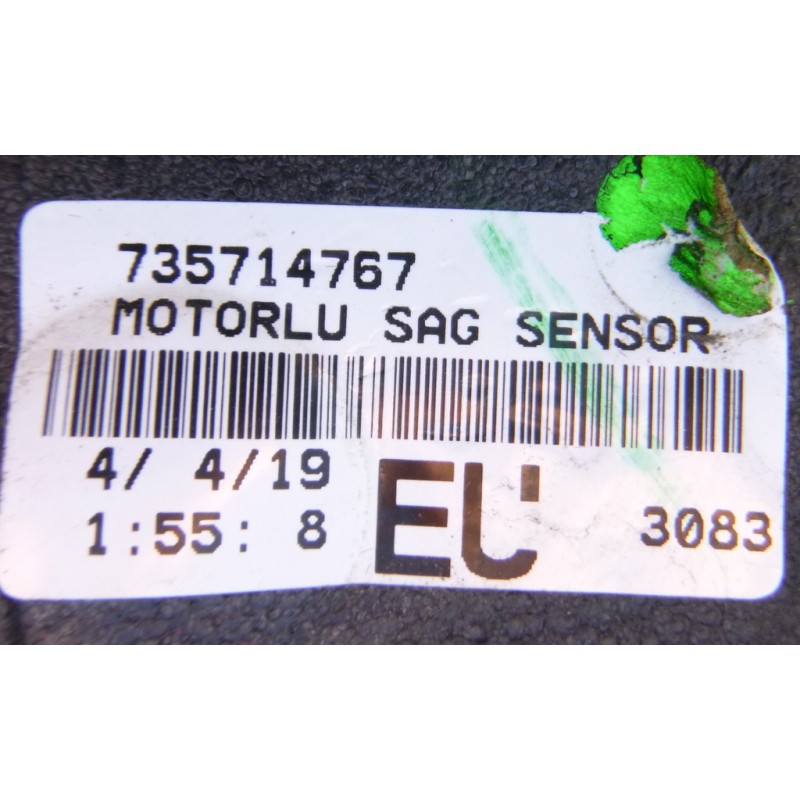 735714767
MOTORLU SAG SENSOR
4/ 4/19
1:55: 8
EU
3083